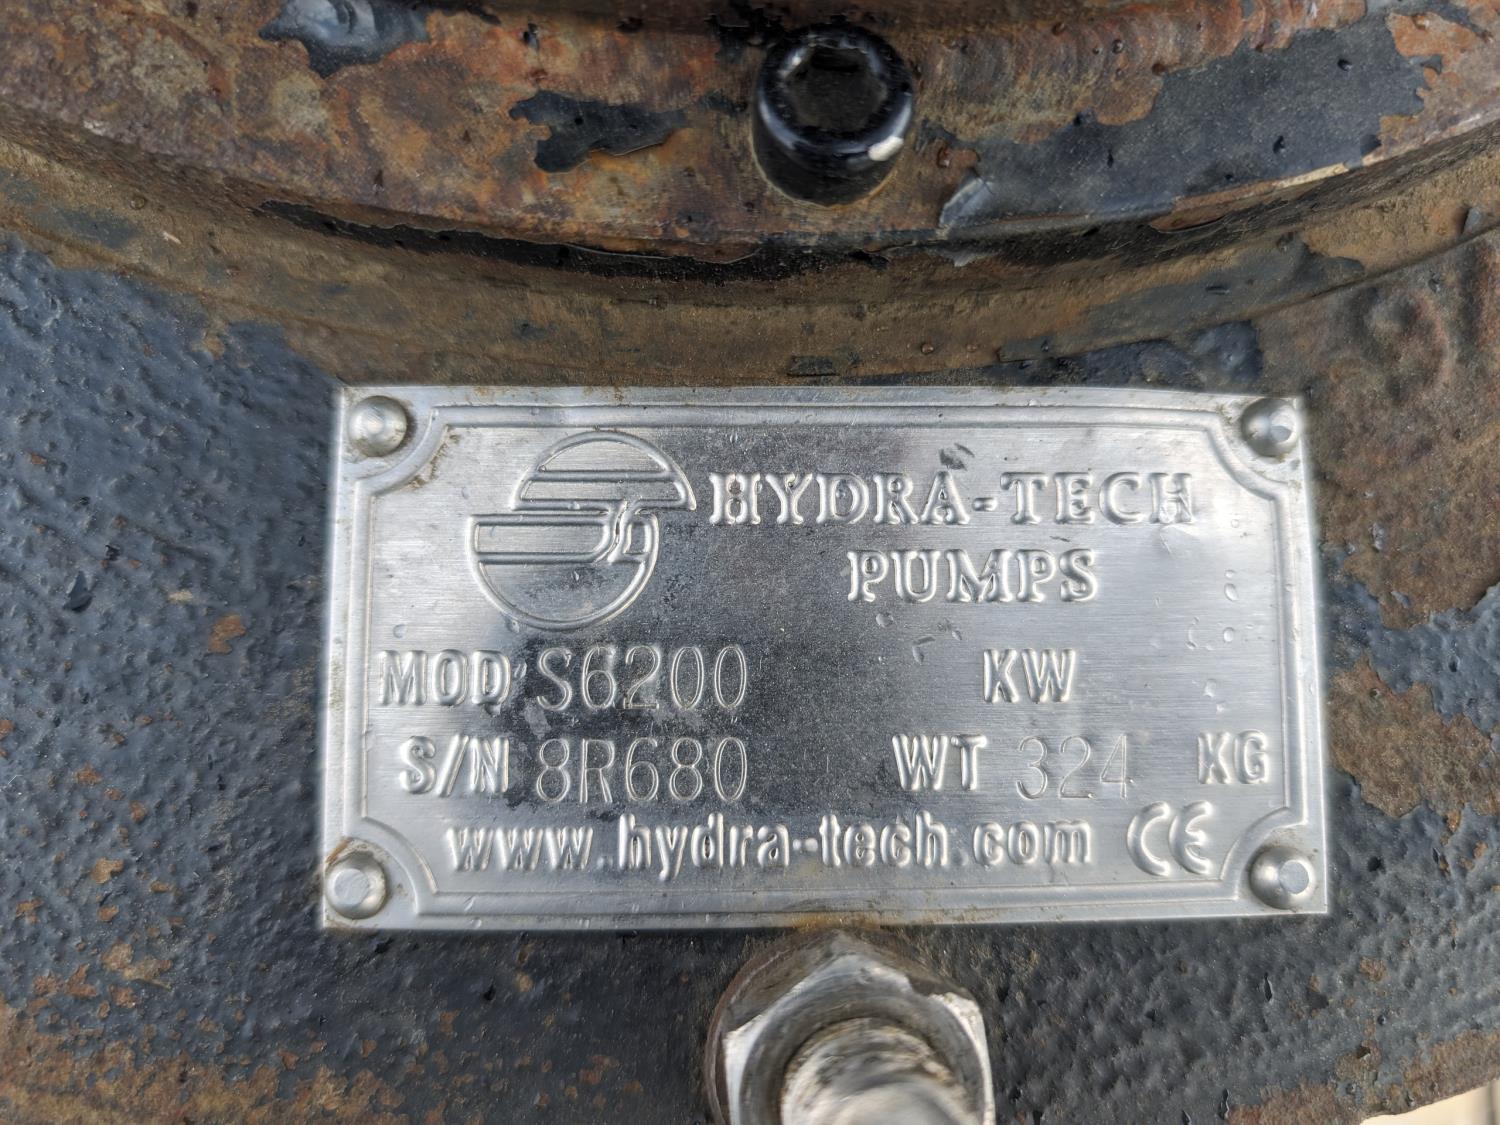 HYDRA-TECH
PUMPS
MOD S6200 KW
S/N 8R680 WT 324 KG
www.hydra-tech.com CE